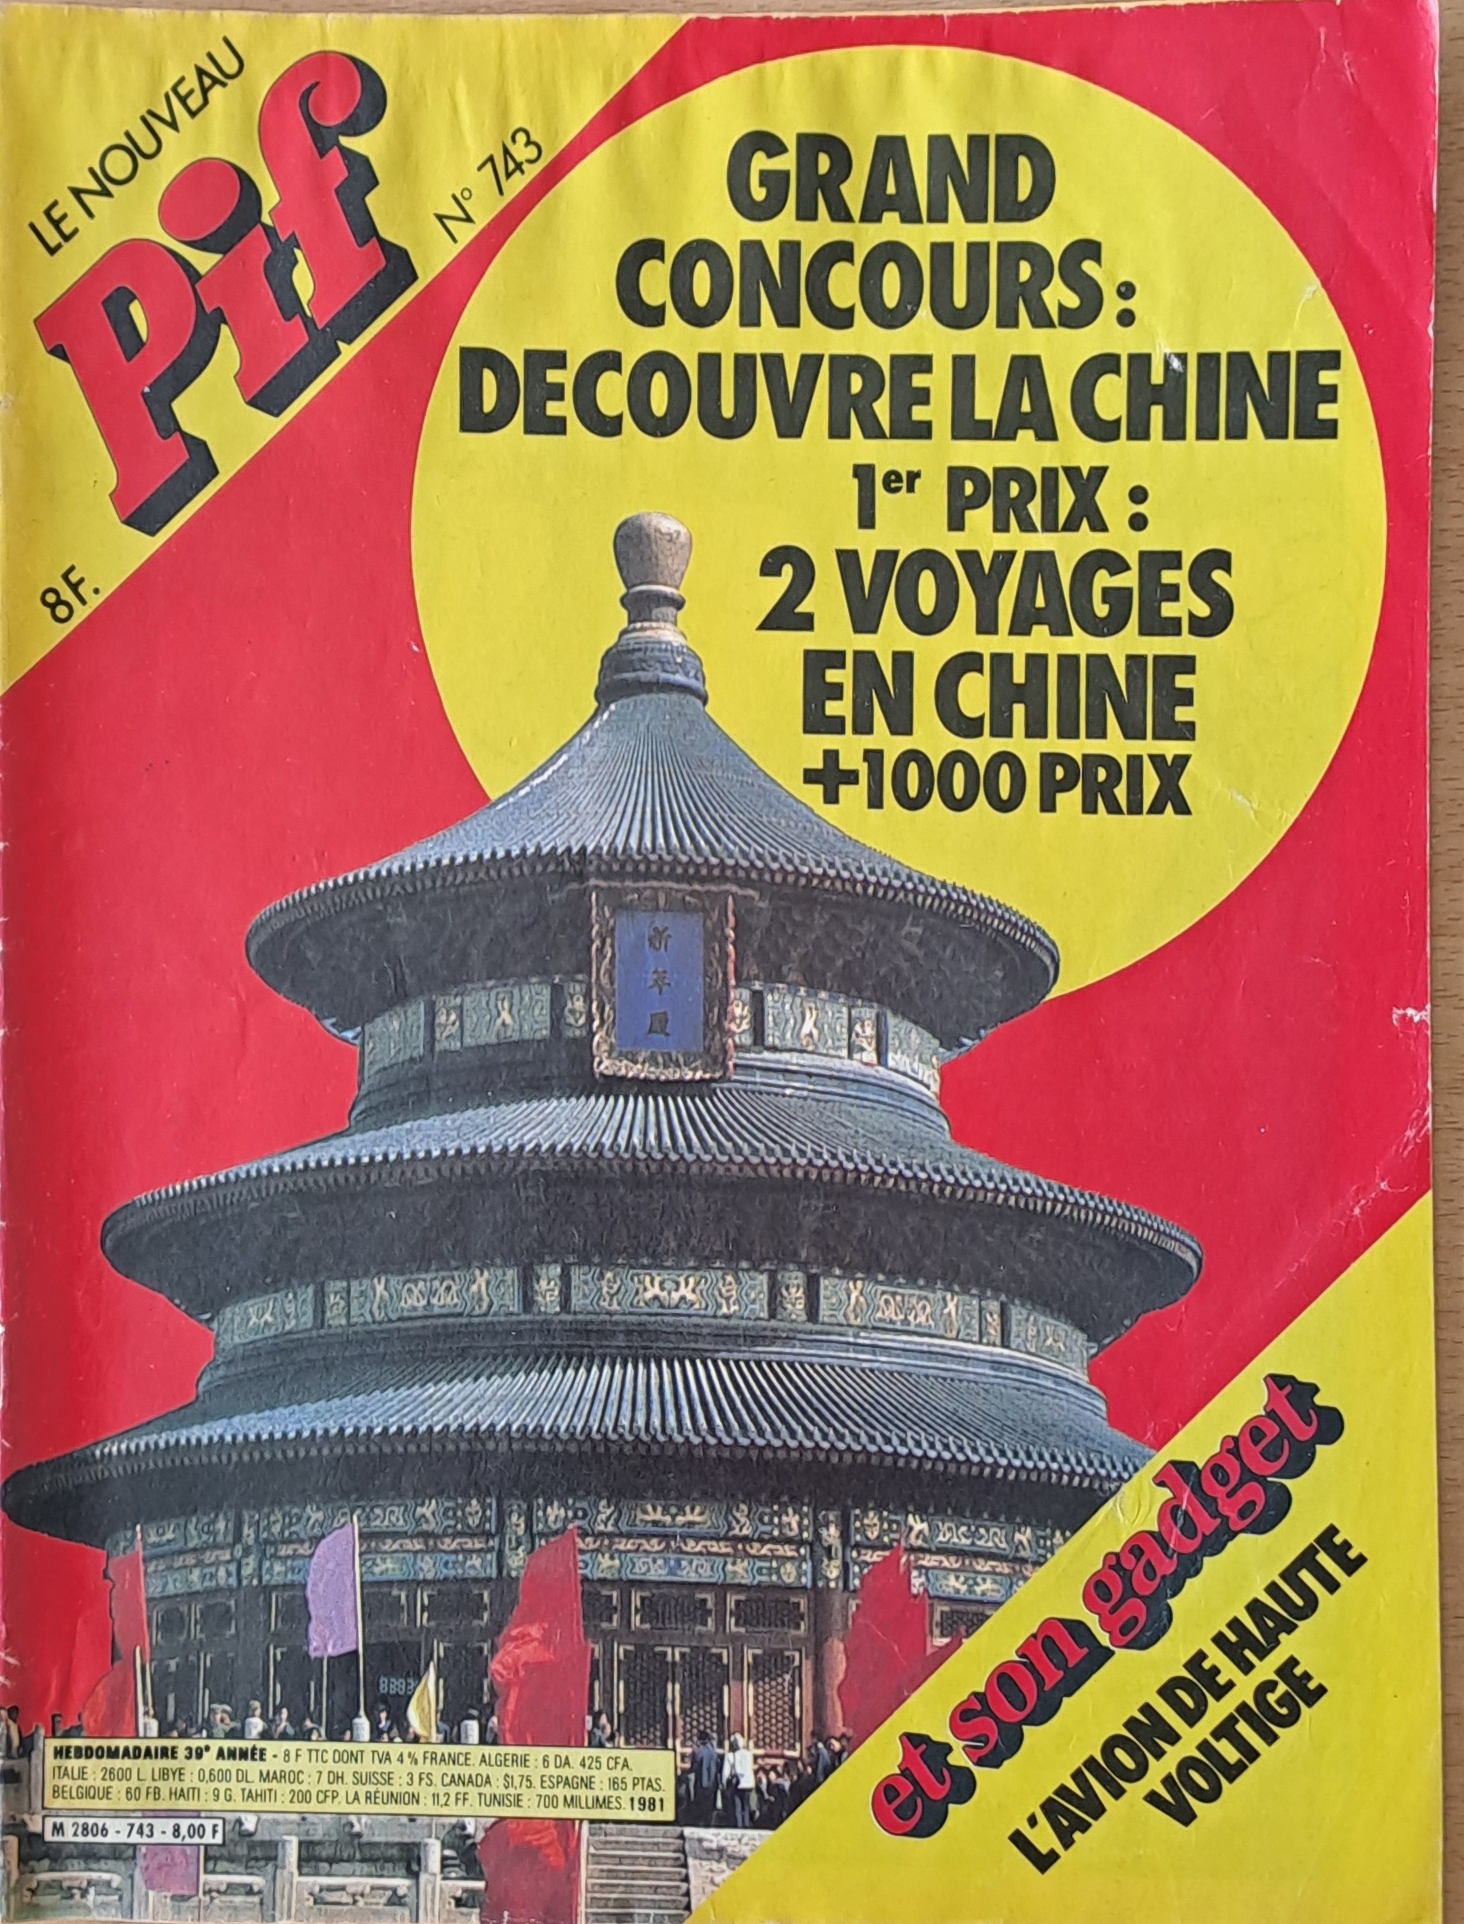 LE NOUVEAU
Pif
N° 743
8 F.
GRAND
CONCOURS :
DECOUVRE LA CHINE
1er PRIX :
2 VOYAGES
EN CHINE
+1000 PRIX
et son gadget
L'AVION DE HAUTE
VOLTIGE
HEBDOMADAIRE 39e ANNÉE - 8 F TTC DONT TVA 4 % FRANCE. ALGERIE : 6 DA. 425 CFA.
ITALIE : 2600 L. LIBYE : 0,600 DL. MAROC : 7 DH. SUISSE : 3 FS. CANADA : $1,75. ESPAGNE : 165 PTAS.
BELGIQUE : 60 FB. HAITI : 9 G. TAHITI : 200 CFP. LA RÉUNION : 11,2 FF. TUNISIE : 700 MILLIMES. 1981
M 2806 - 743 - 8,00 F